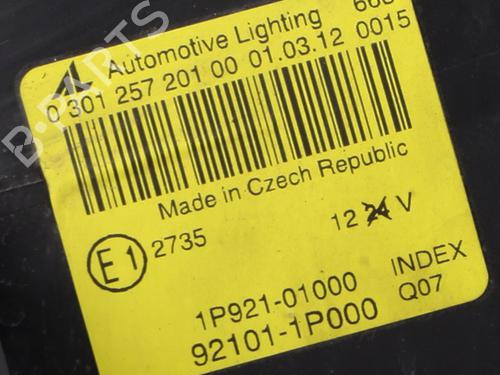 Automotive Lighting
0 301 257 201 00 01.03.12 0015
Made in Czech Republic
E1 2735 12 24 V
1P921-01000 INDEX
92101-1P000 Q07
B-PARTS